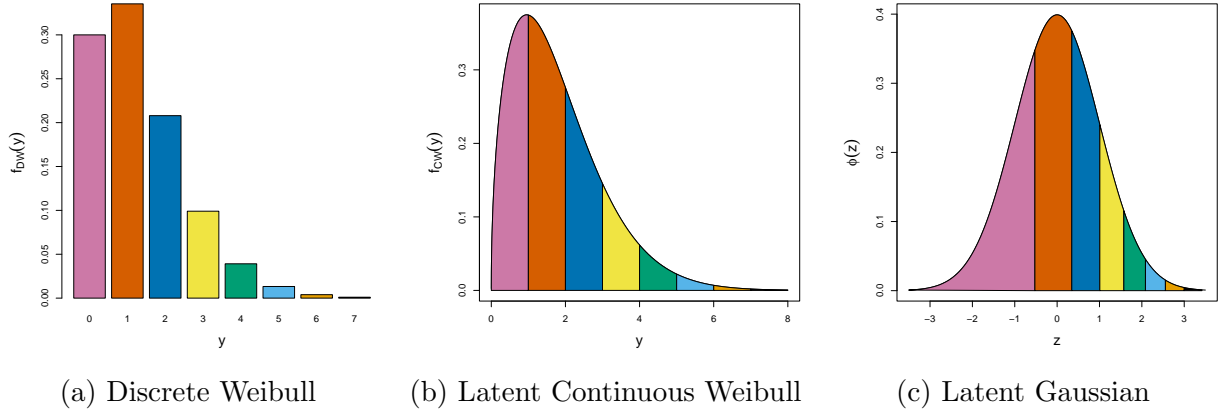 0.30
0.25
0.20
0.15
0.10
0.05
0.00
f_DW(y)
0 1 2 3 4 5 6 7
y
0.3
0.2
0.1
0.0
f_CW(y)
0 2 4 6 8
y
0.4
0.3
0.2
0.1
0.0
ϕ(z)
−3 −2 −1 0 1 2 3
z
(a) Discrete Weibull
(b) Latent Continuous Weibull
(c) Latent Gaussian